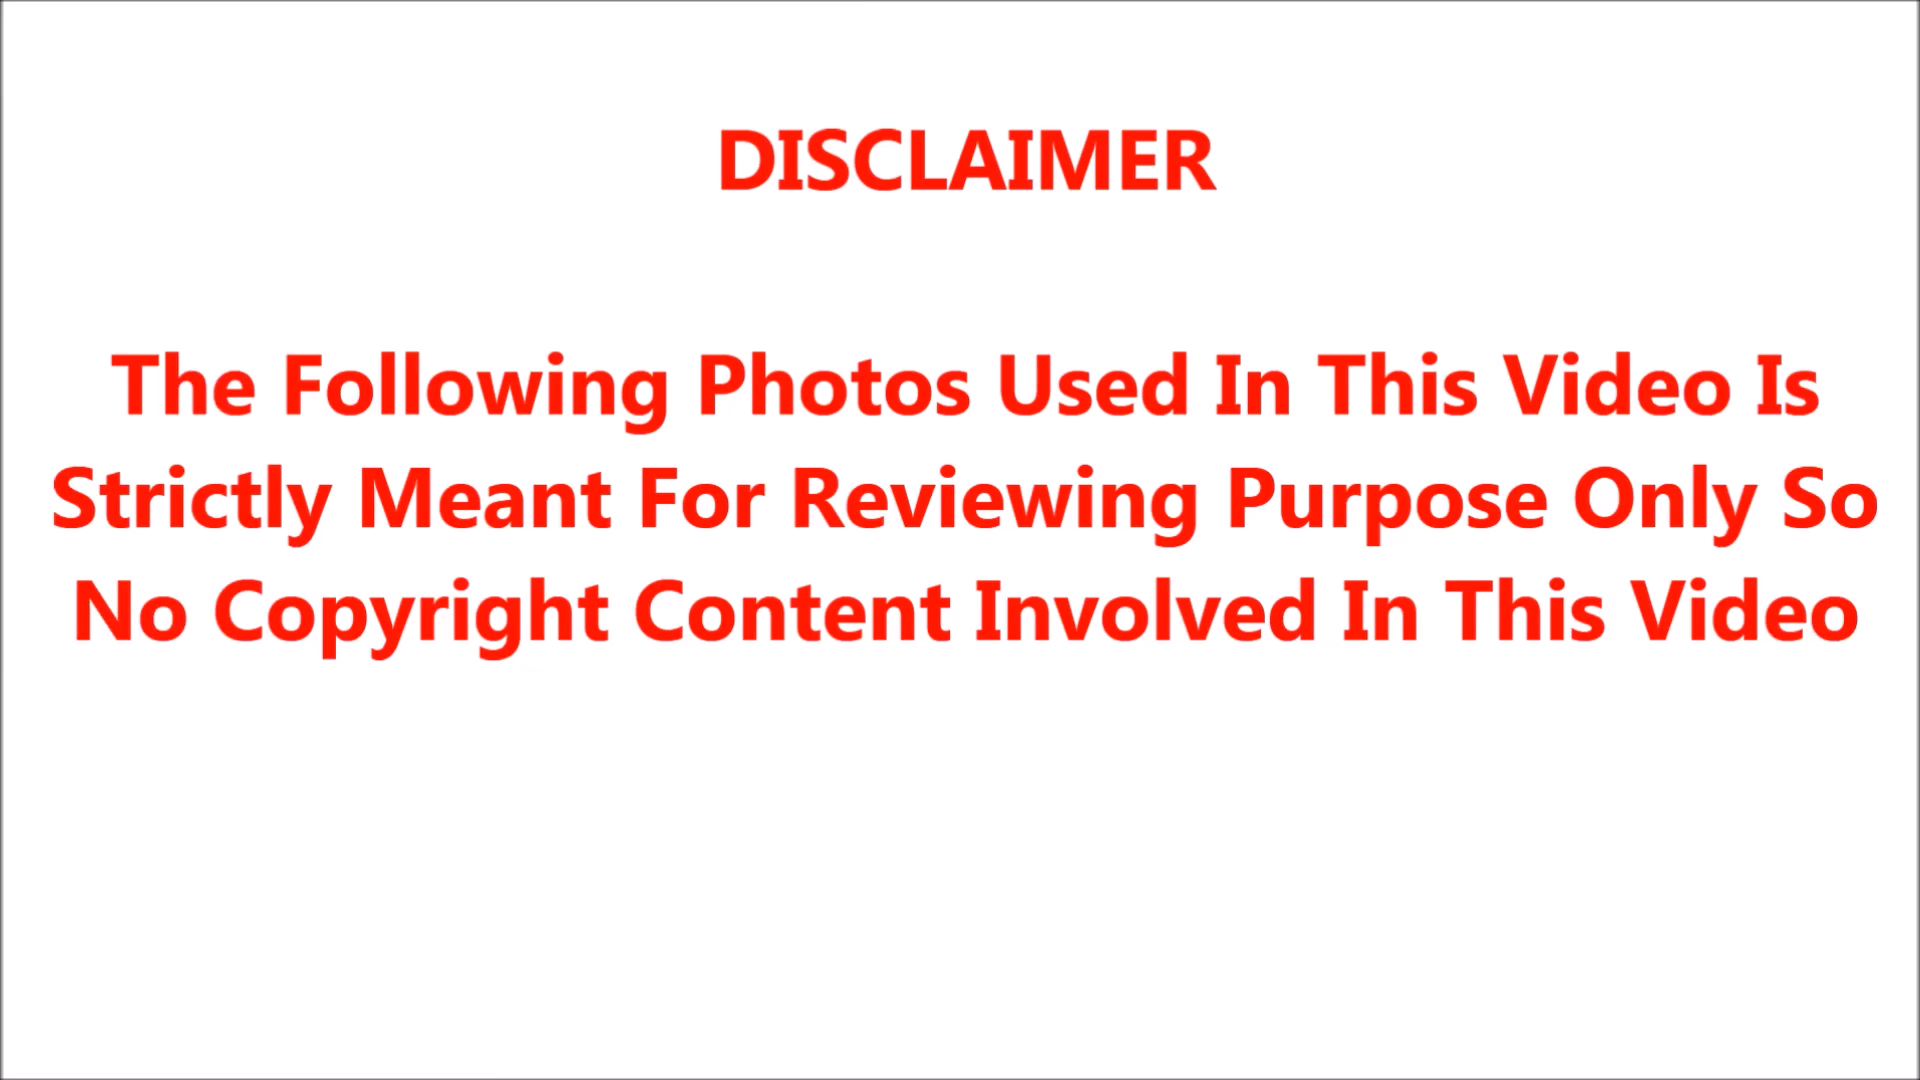 DISCLAIMER
The Following Photos Used In This Video Is
Strictly Meant For Reviewing Purpose Only So
No Copyright Content Involved In This Video